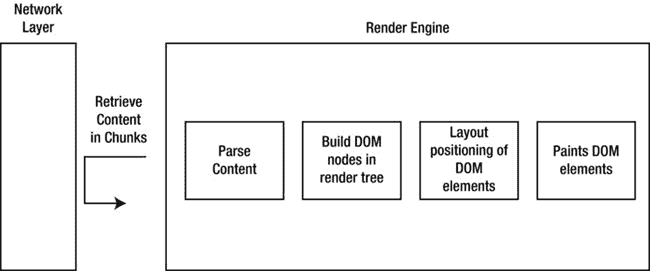 Network
Layer
Render Engine
Retrieve
Content
in Chunks
Parse
Content
Build DOM
nodes in
render tree
Layout
positioning of
DOM
elements
Paints DOM
elements